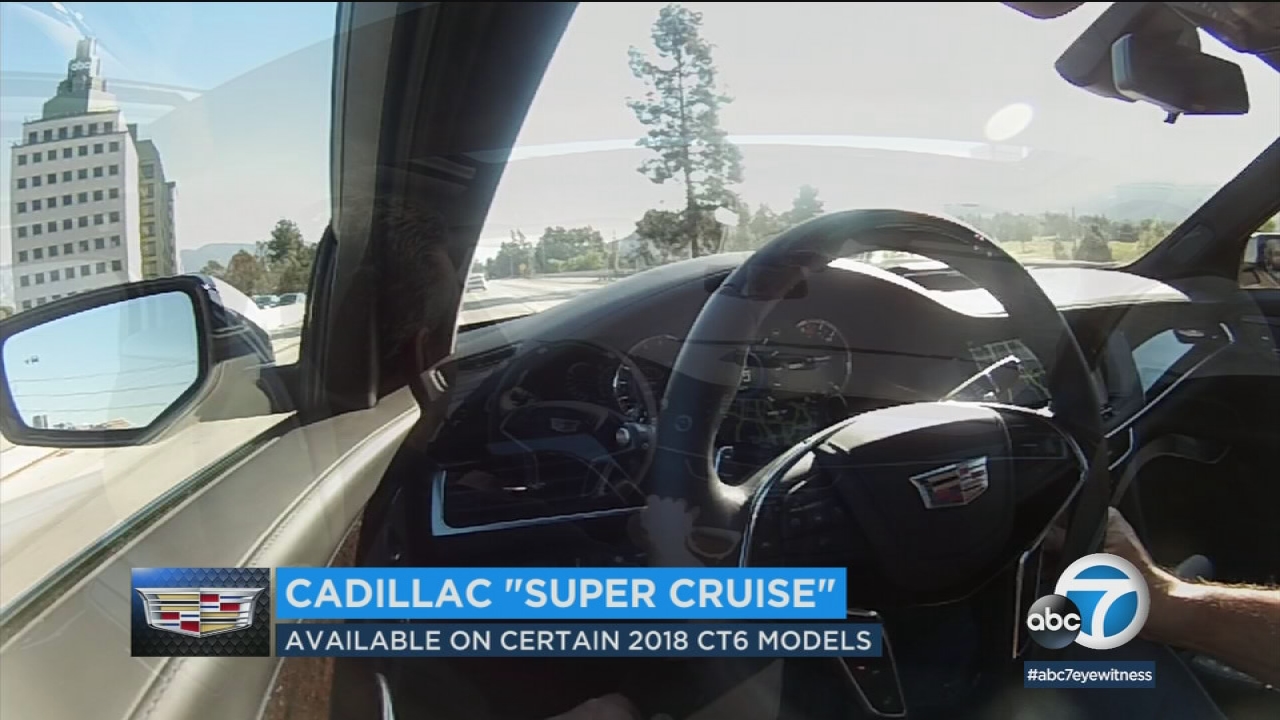 CADILLAC "SUPER CRUISE"
AVAILABLE ON CERTAIN 2018 CT6 MODELS
abc 7
#abc7eyewitness